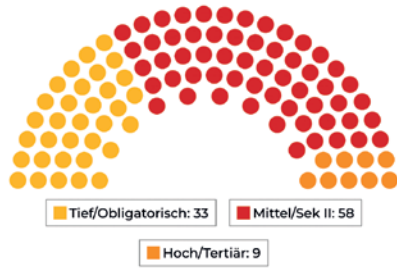 Tief/Obligatorisch: 33 Mittel/Sek II: 58
Hoch/Tertiär: 9